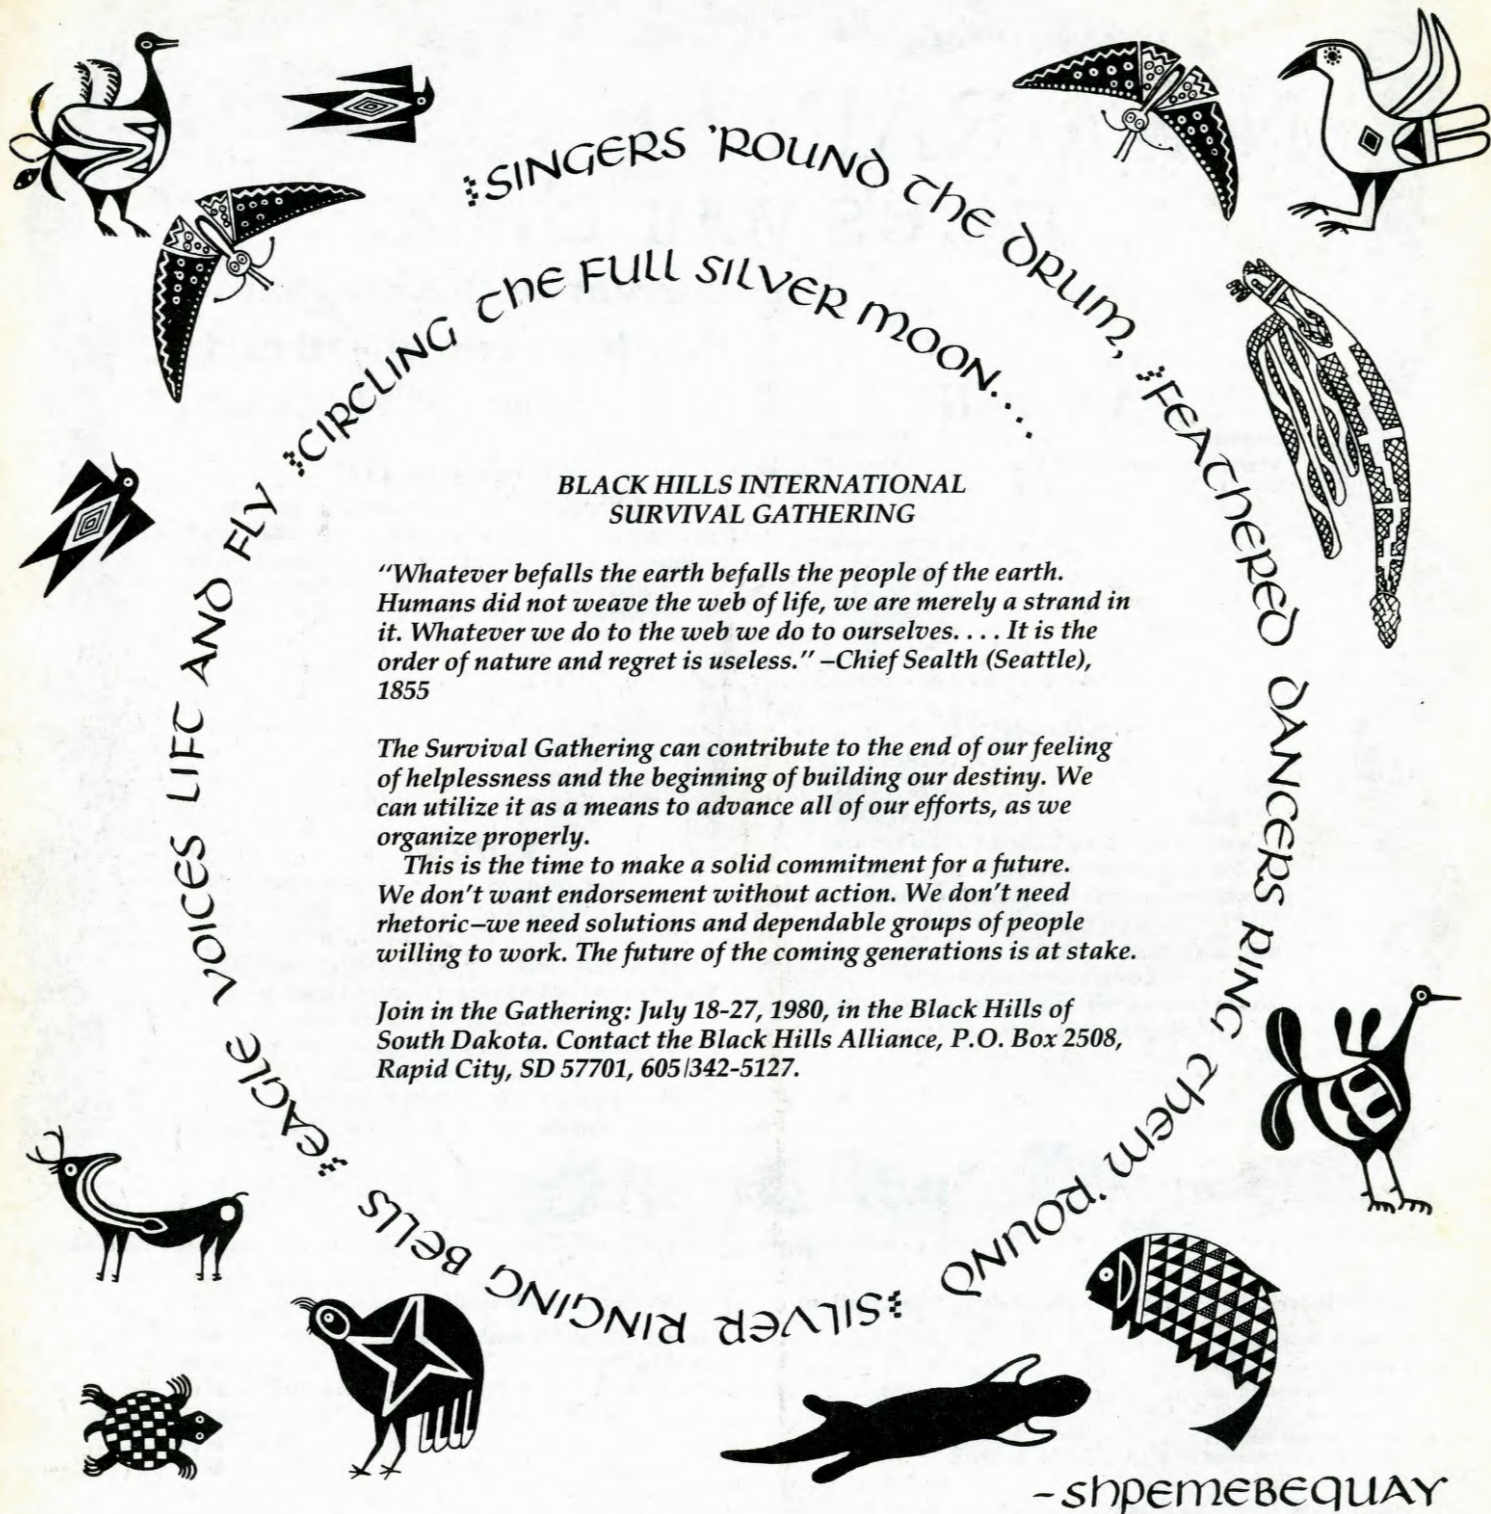 SINGERS 'ROUND THE DRUM,
FEATHERED DANCERS RING THEM 'ROUND
SILVER RINGING BELLS
EAGLE VOICES LIFT AND FLY
CIRCLING THE FULL SILVER MOON....
BLACK HILLS INTERNATIONAL
SURVIVAL GATHERING
"Whatever befalls the earth befalls the people of the earth.
Humans did not weave the web of life, we are merely a strand in
it. Whatever we do to the web we do to ourselves. . . . It is the
order of nature and regret is useless." –Chief Sealth (Seattle),
1855
The Survival Gathering can contribute to the end of our feeling
of helplessness and the beginning of building our destiny. We
can utilize it as a means to advance all of our efforts, as we
organize properly.
This is the time to make a solid commitment for a future.
We don't want endorsement without action. We don't need
rhetoric–we need solutions and dependable groups of people
willing to work. The future of the coming generations is at stake.
Join in the Gathering: July 18-27, 1980, in the Black Hills of
South Dakota. Contact the Black Hills Alliance, P.O. Box 2508,
Rapid City, SD 57701, 605/342-5127.
-SHPEMEBEQUAY